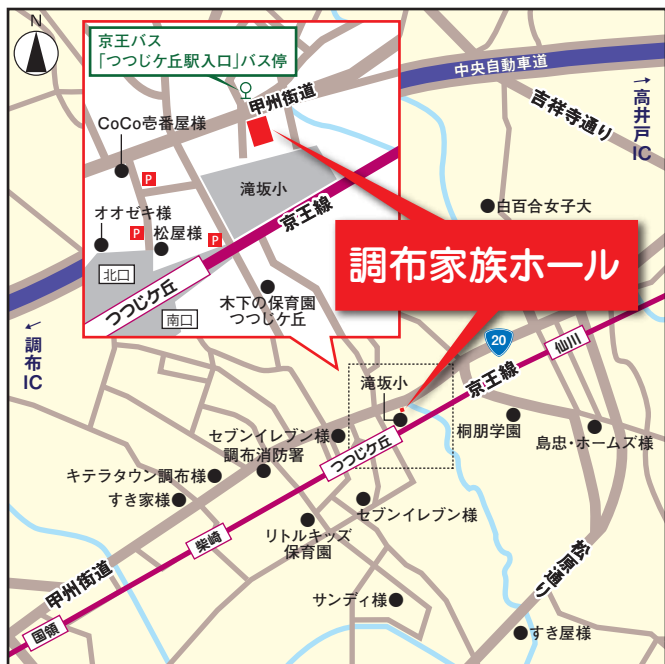 N
京王バス
「つつじケ丘駅入口」バス停
甲州街道
中央自動車道
→高井戸IC
吉祥寺通り
CoCo壱番屋様
P
滝坂小
京王線
白百合女子大
オオゼキ様
P
松屋様
P
調布家族ホール
北口
つつじケ丘
南口
木下の保育園
つつじケ丘
←調布IC
20
仙川
京王線
滝坂小
桐朋学園
島忠・ホームズ様
セブンイレブン様
調布消防署
つつじケ丘
キテラタウン調布様
すき家様
セブンイレブン様
柴崎
リトルキッズ
保育園
松原通り
甲州街道
サンディ様
国領
すき屋様